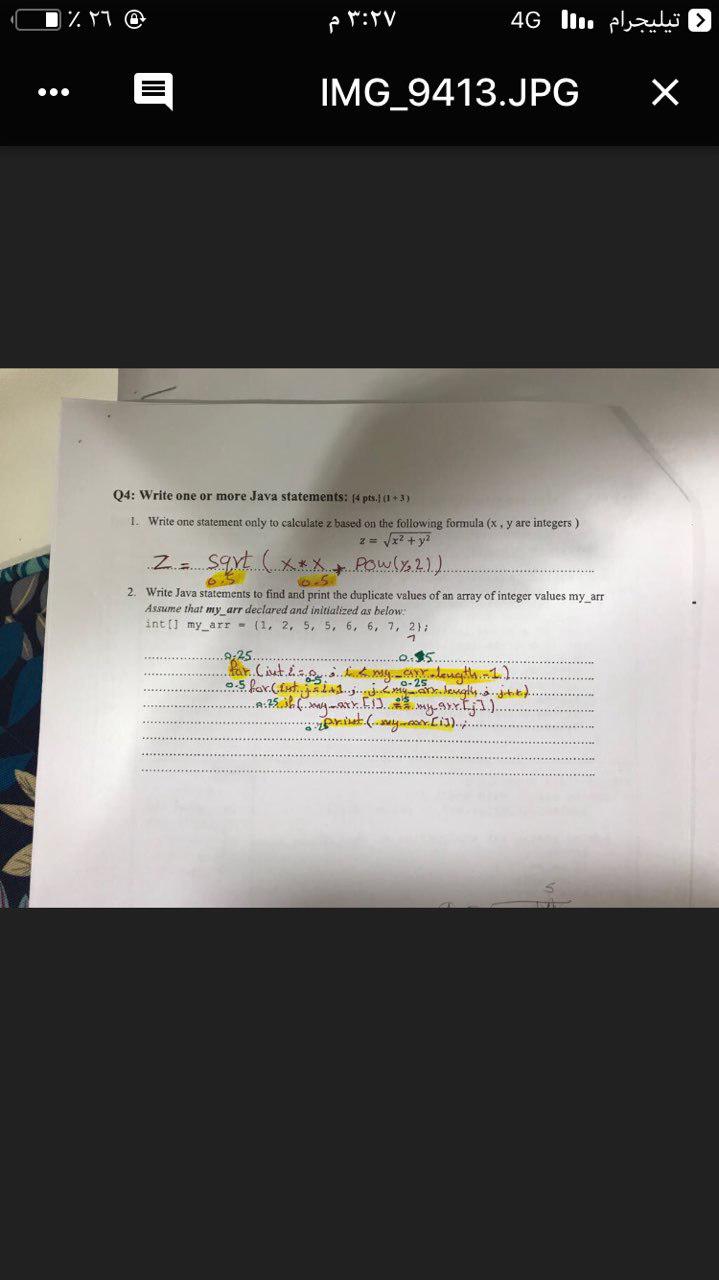 ٪ ٢٦ ٣:٢٧ م 4G تيليجرام
IMG_9413.JPG
Q4: Write one or more Java statements: [4 pts.] (1 + 3)
1. Write one statement only to calculate z based on the following formula (x , y are integers )
z = √x² + y²
Z = sqrt ( x * x + Pow(y,2))
0.5 0.5
2. Write Java statements to find and print the duplicate values of an array of integer values my_arr
Assume that my_arr declared and initialized as below:
int[] my_arr = {1, 2, 5, 5, 6, 6, 7, 2};
7
0.25
for (int i = 0 ; i < my_arr.length - 1)
0.5 0.25
0.5 for (int j = i+1 ; j < my_arr.length ; j++)
0.25 if ( my_arr [i] == my_arr [j] )
print ( my_arr [i]) ;
5